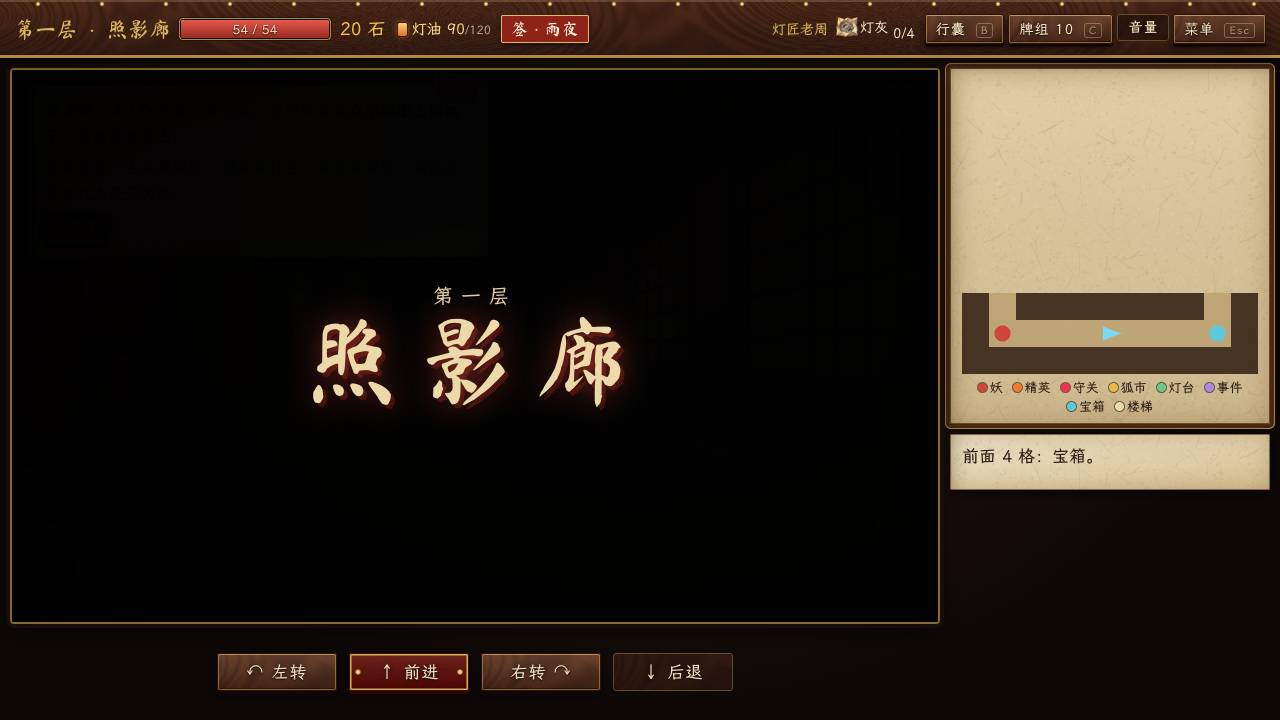 第一层 · 照影廊 54 / 54 20 石 灯油 90/120 签 · 雨夜 灯匠老周 灯灰 0/4 行囊 B 牌组 10 C 音量 菜单 Esc
第一层
照影廊
妖 精英 守关 狐市 灯台 事件
宝箱 楼梯
前面 4 格：宝箱。
↶ 左转 ↑ 前进 右转 ↷ ↓ 后退